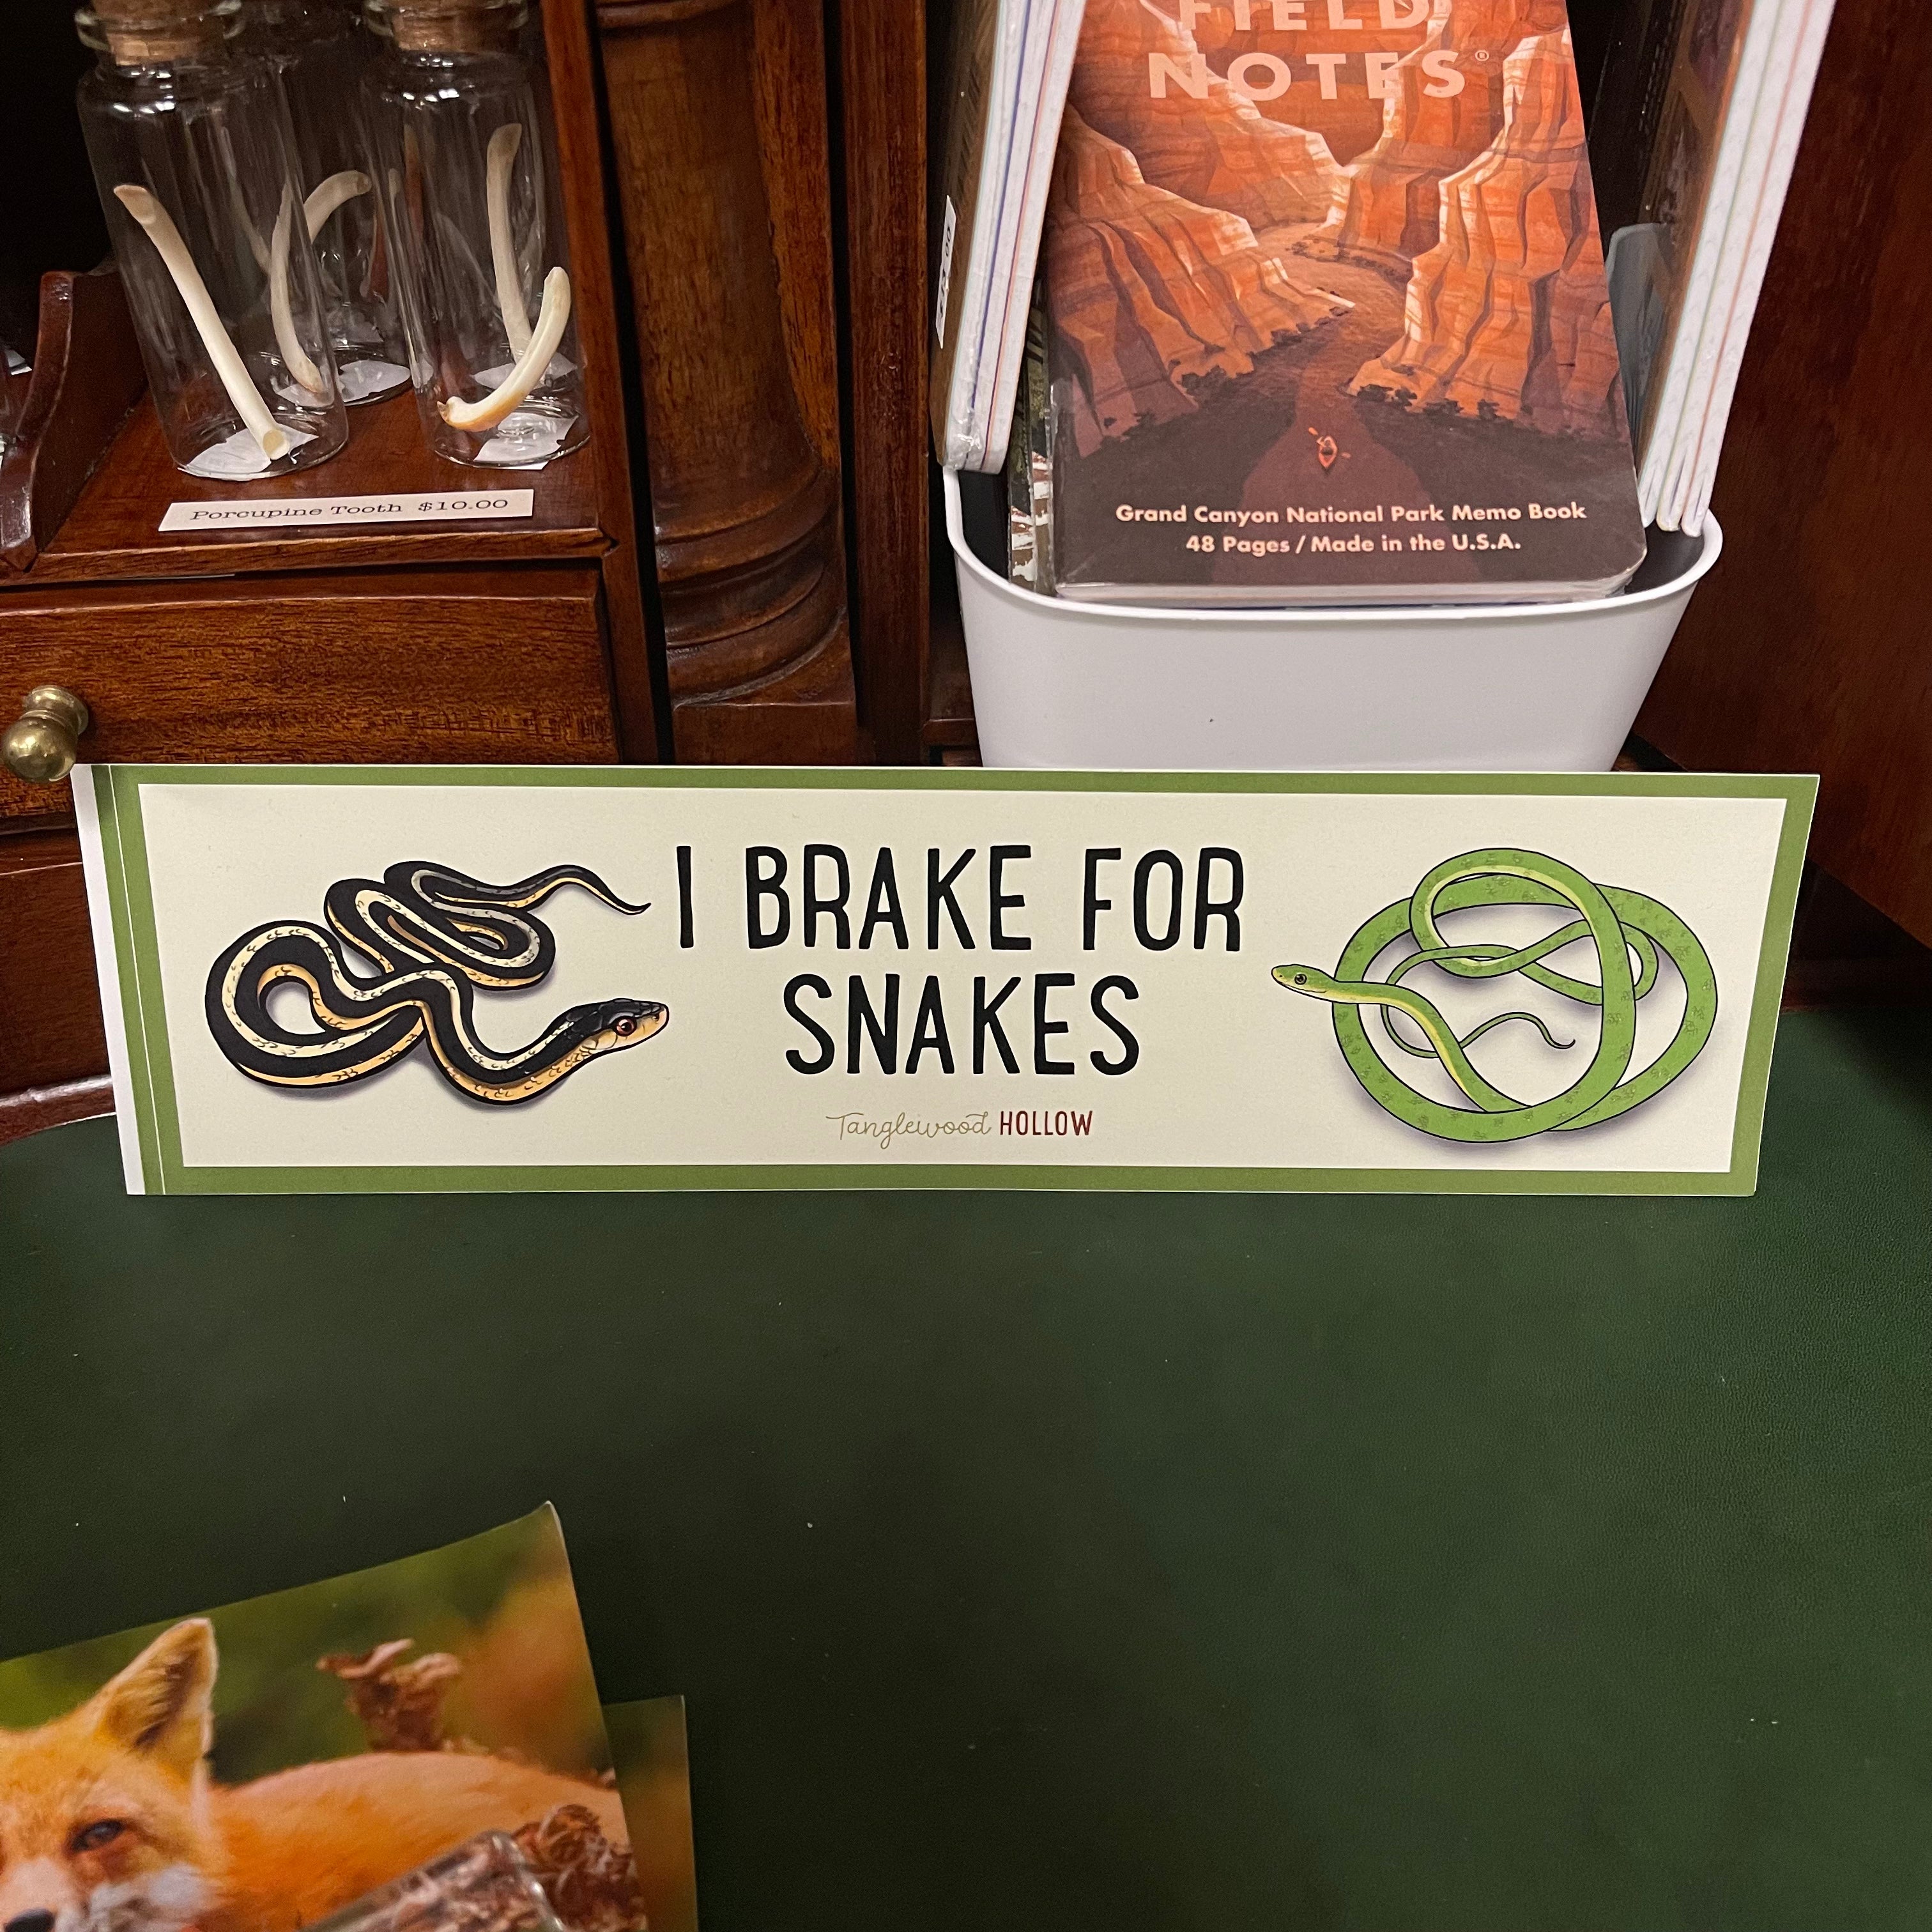 FIELD
NOTES®
Grand Canyon National Park Memo Book
48 Pages / Made in the U.S.A.
Porcupine Tooth $10.00
I BRAKE FOR
SNAKES
Tanglewood HOLLOW